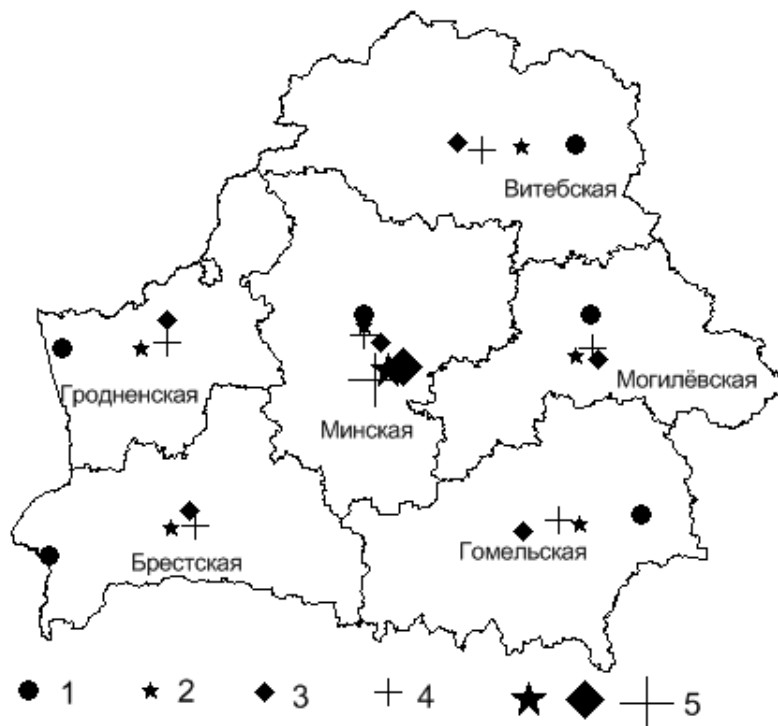 Витебская
Могилёвская
Гродненская
Минская
Гомельская
Брестская
1 2 3 4 5